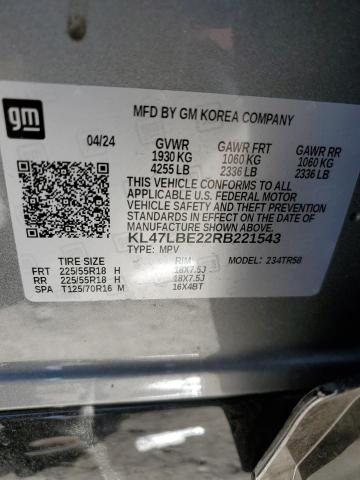 gm
MFD BY GM KOREA COMPANY
04/24 GVWR GAWR FRT GAWR RR
1930 KG 1060 KG 1060 KG
4255 LB 2336 LB 2336 LB
THIS VEHICLE CONFORMS TO ALL
APPLICABLE U.S. FEDERAL MOTOR
VEHICLE SAFETY AND THEFT PREVENTION
STANDARDS IN EFFECT ON THE DATE OF
MANUFACTURE SHOWN ABOVE.
KL47LBE22RB221543
TYPE: MPV MODEL: 234TR58
TIRE SIZE RIM
FRT 225/55R18 H 18X7.5J
RR 225/55R18 H 18X7.5J
SPA T125/70R16 M 16X4BT